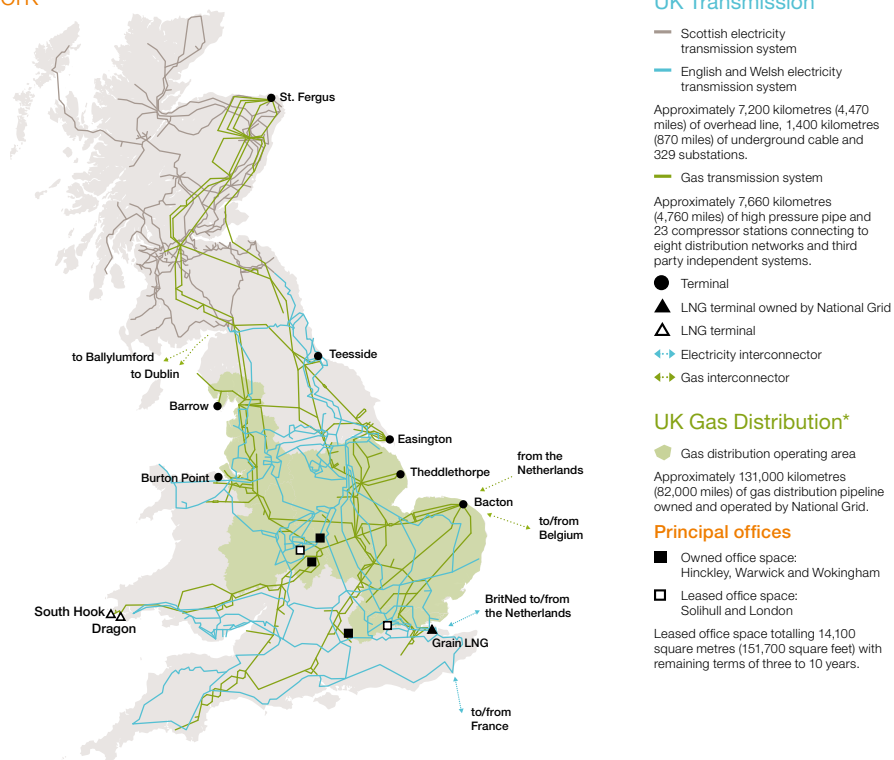 UK Transmission
Scottish electricity
transmission system
English and Welsh electricity
transmission system
Approximately 7,200 kilometres (4,470
miles) of overhead line, 1,400 kilometres
(870 miles) of underground cable and
329 substations.
Gas transmission system
Approximately 7,660 kilometres
(4,760 miles) of high pressure pipe and
23 compressor stations connecting to
eight distribution networks and third
party independent systems.
Terminal
LNG terminal owned by National Grid
LNG terminal
Electricity interconnector
Gas interconnector
UK Gas Distribution*
Gas distribution operating area
Approximately 131,000 kilometres
(82,000 miles) of gas distribution pipeline
owned and operated by National Grid.
Principal offices
Owned office space:
Hinckley, Warwick and Wokingham
Leased office space:
Solihull and London
Leased office space totalling 14,100
square metres (151,700 square feet) with
remaining terms of three to 10 years.
St. Fergus
to Ballylumford
to Dublin
Teesside
Barrow
Easington
Theddlethorpe
Burton Point
from the
Netherlands
Bacton
to/from
Belgium
South Hook
Dragon
BritNed to/from
the Netherlands
Grain LNG
to/from
France